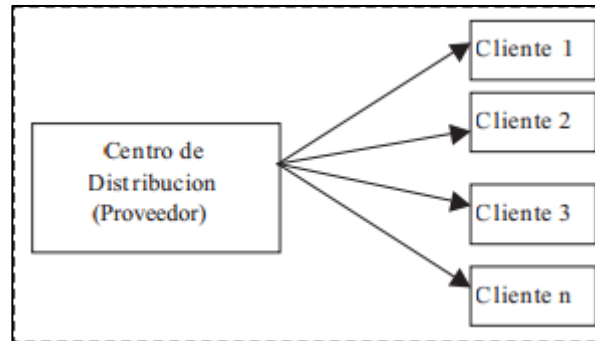 Centro de
Distribucion
(Proveedor)
Cliente 1
Cliente 2
Cliente 3
Cliente n